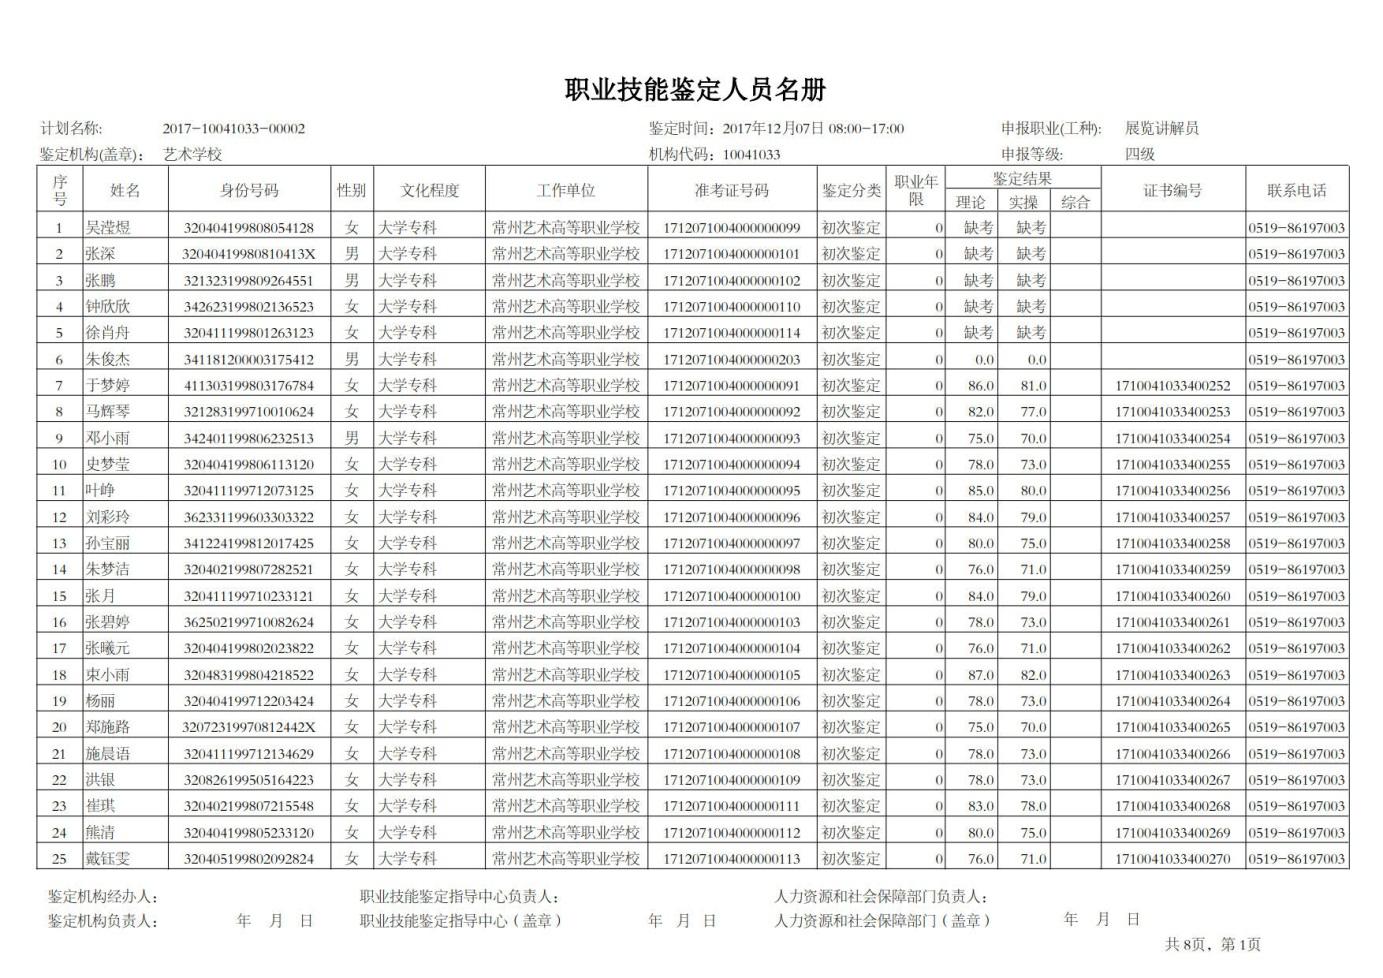 职业技能鉴定人员名册
计划名称: 2017-10041033-00002 鉴定时间: 2017年12月07日 08:00-17:00 申报职业(工种): 展览讲解员
鉴定机构(盖章): 艺术学校 机构代码: 10041033 申报等级: 四级
序号 姓名 身份号码 性别 文化程度 工作单位 准考证号码 鉴定分类 职业年限 鉴定结果 证书编号 联系电话
理论 实操 综合
1 吴滢煜 320404199808054128 女 大学专科 常州艺术高等职业学校 1712071004000000099 初次鉴定 0 缺考 缺考 0519-86197003
2 张深 32040419980810413X 男 大学专科 常州艺术高等职业学校 1712071004000000101 初次鉴定 0 缺考 缺考 0519-86197003
3 张鹏 321323199809264551 男 大学专科 常州艺术高等职业学校 1712071004000000102 初次鉴定 0 缺考 缺考 0519-86197003
4 钟欣欣 342623199802136523 女 大学专科 常州艺术高等职业学校 1712071004000000110 初次鉴定 0 缺考 缺考 0519-86197003
5 徐肖舟 320411199801263123 女 大学专科 常州艺术高等职业学校 1712071004000000114 初次鉴定 0 缺考 缺考 0519-86197003
6 朱俊杰 341181200003175412 男 大学专科 常州艺术高等职业学校 1712071004000000203 初次鉴定 0 0.0 0.0 0519-86197003
7 于梦婷 411303199803176784 女 大学专科 常州艺术高等职业学校 1712071004000000091 初次鉴定 0 86.0 81.0 1710041033400252 0519-86197003
8 马辉琴 321283199710010624 女 大学专科 常州艺术高等职业学校 1712071004000000092 初次鉴定 0 82.0 77.0 1710041033400253 0519-86197003
9 邓小雨 342401199806232513 男 大学专科 常州艺术高等职业学校 1712071004000000093 初次鉴定 0 75.0 70.0 1710041033400254 0519-86197003
10 史梦莹 320404199806113120 女 大学专科 常州艺术高等职业学校 1712071004000000094 初次鉴定 0 78.0 73.0 1710041033400255 0519-86197003
11 叶峥 320411199712073125 女 大学专科 常州艺术高等职业学校 1712071004000000095 初次鉴定 0 85.0 80.0 1710041033400256 0519-86197003
12 刘彩玲 362331199603303322 女 大学专科 常州艺术高等职业学校 1712071004000000096 初次鉴定 0 84.0 79.0 1710041033400257 0519-86197003
13 孙宝丽 341224199812017425 女 大学专科 常州艺术高等职业学校 1712071004000000097 初次鉴定 0 80.0 75.0 1710041033400258 0519-86197003
14 朱梦洁 320402199807282521 女 大学专科 常州艺术高等职业学校 1712071004000000098 初次鉴定 0 76.0 71.0 1710041033400259 0519-86197003
15 张月 320411199710233121 女 大学专科 常州艺术高等职业学校 1712071004000000100 初次鉴定 0 84.0 79.0 1710041033400260 0519-86197003
16 张碧婷 362502199710082624 女 大学专科 常州艺术高等职业学校 1712071004000000103 初次鉴定 0 78.0 73.0 1710041033400261 0519-86197003
17 张曦元 320404199802023822 女 大学专科 常州艺术高等职业学校 1712071004000000104 初次鉴定 0 76.0 71.0 1710041033400262 0519-86197003
18 束小雨 320483199804218522 女 大学专科 常州艺术高等职业学校 1712071004000000105 初次鉴定 0 87.0 82.0 1710041033400263 0519-86197003
19 杨丽 320404199712203424 女 大学专科 常州艺术高等职业学校 1712071004000000106 初次鉴定 0 78.0 73.0 1710041033400264 0519-86197003
20 郑施路 32072319970812442X 女 大学专科 常州艺术高等职业学校 1712071004000000107 初次鉴定 0 75.0 70.0 1710041033400265 0519-86197003
21 施晨语 320411199712134629 女 大学专科 常州艺术高等职业学校 1712071004000000108 初次鉴定 0 78.0 73.0 1710041033400266 0519-86197003
22 洪银 320826199505164223 女 大学专科 常州艺术高等职业学校 1712071004000000109 初次鉴定 0 78.0 73.0 1710041033400267 0519-86197003
23 崔琪 320402199807215548 女 大学专科 常州艺术高等职业学校 1712071004000000111 初次鉴定 0 83.0 78.0 1710041033400268 0519-86197003
24 熊清 320404199805233120 女 大学专科 常州艺术高等职业学校 1712071004000000112 初次鉴定 0 80.0 75.0 1710041033400269 0519-86197003
25 戴钰雯 320405199802092824 女 大学专科 常州艺术高等职业学校 1712071004000000113 初次鉴定 0 76.0 71.0 1710041033400270 0519-86197003
鉴定机构经办人: 职业技能鉴定指导中心负责人: 人力资源和社会保障部门负责人:
鉴定机构负责人: 年 月 日 职业技能鉴定指导中心（盖章） 年 月 日 人力资源和社会保障部门（盖章） 年 月 日
共 8页，第 1页